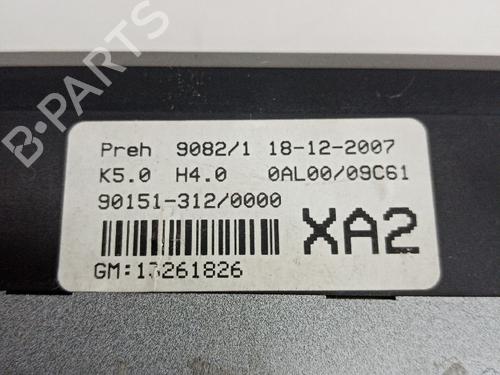 Preh 9082/1 18-12-2007
K5.0 H4.0 0AL00/09C61
90151-312/0000
XA2
GM:13261826
B-PARTS